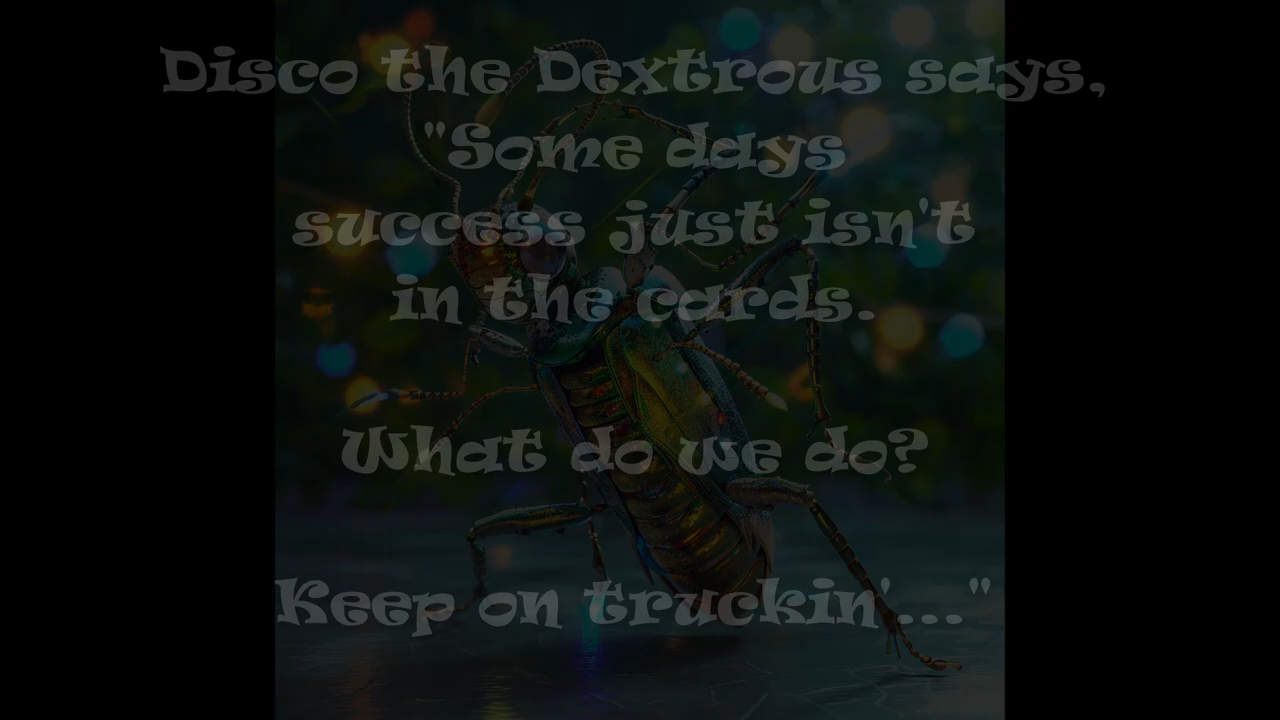 Disco the Dextrous says,
"Some days
success just isn't
in the cards.
What do we do?
Keep on truckin'..."